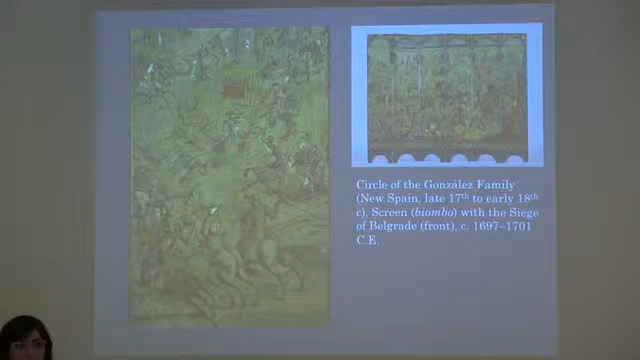 Circle of the González Family
(New Spain, late 17th to early 18th
c), Screen (biombo) with the Siege
of Belgrade (front), c. 1697–1701
C.E.